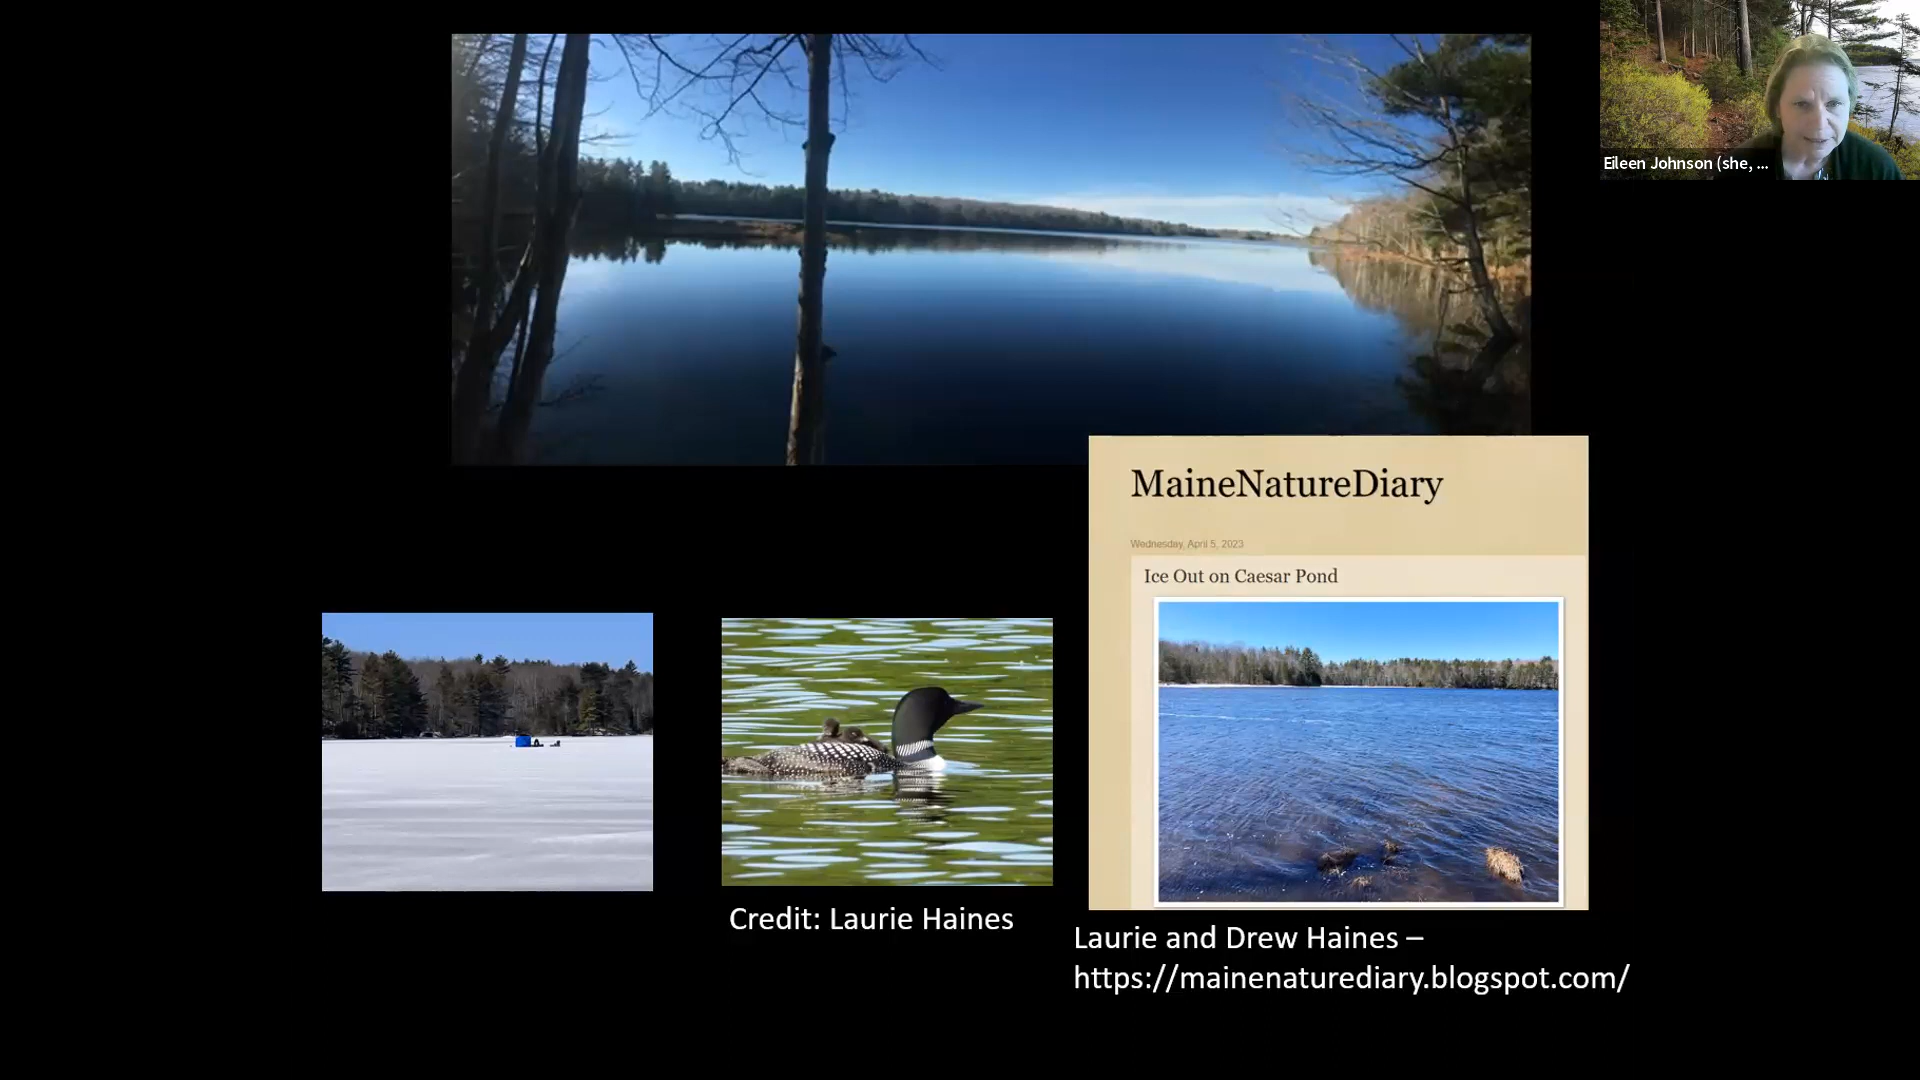 Eileen Johnson (she, ...
MaineNatureDiary
Wednesday, April 5, 2023
Ice Out on Caesar Pond
Credit: Laurie Haines
Laurie and Drew Haines –
https://mainenaturediary.blogspot.com/